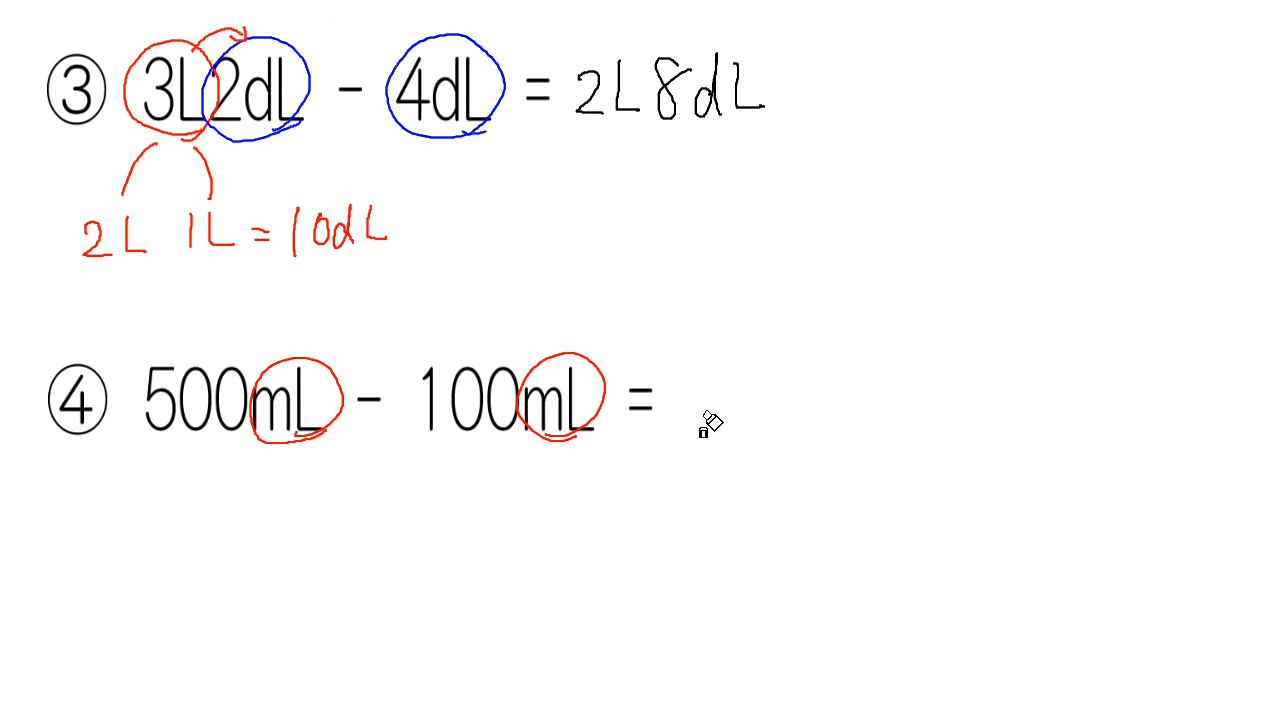 ③ 3L2dL - 4dL = 2L8dL
2L 1L = 10dL
④ 500mL - 100mL =